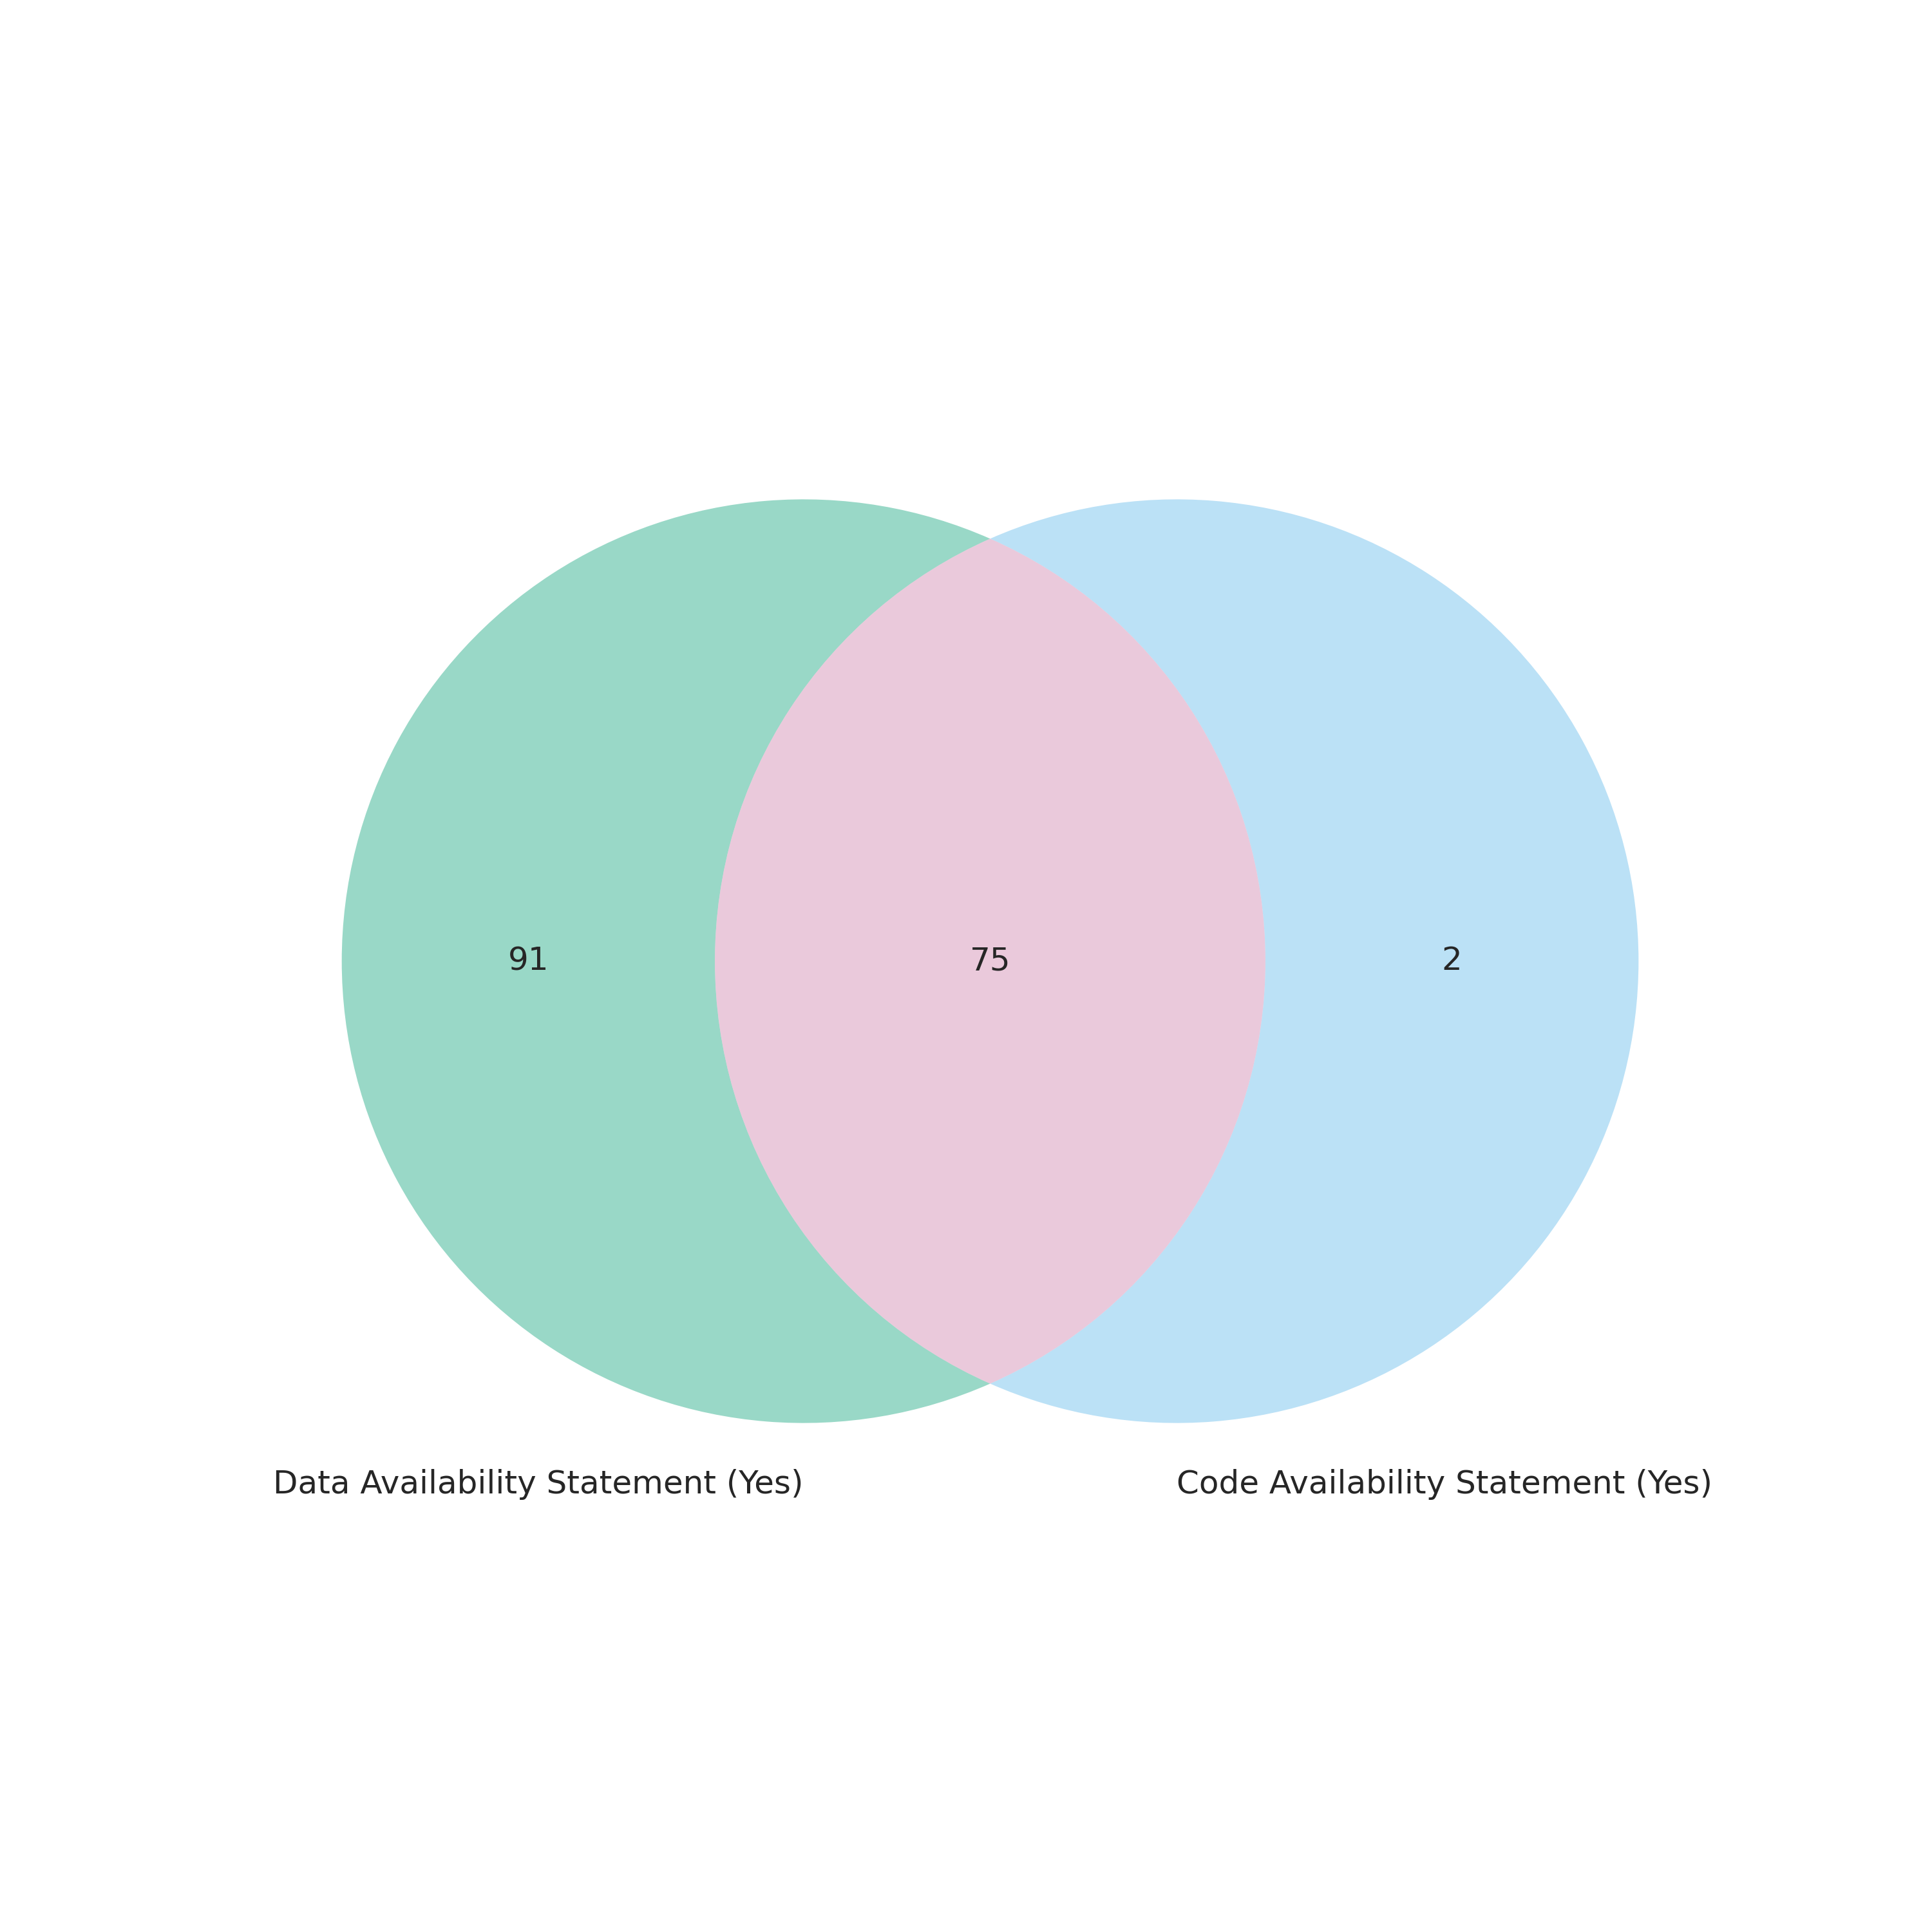 91
75
2
Data Availability Statement (Yes)
Code Availability Statement (Yes)